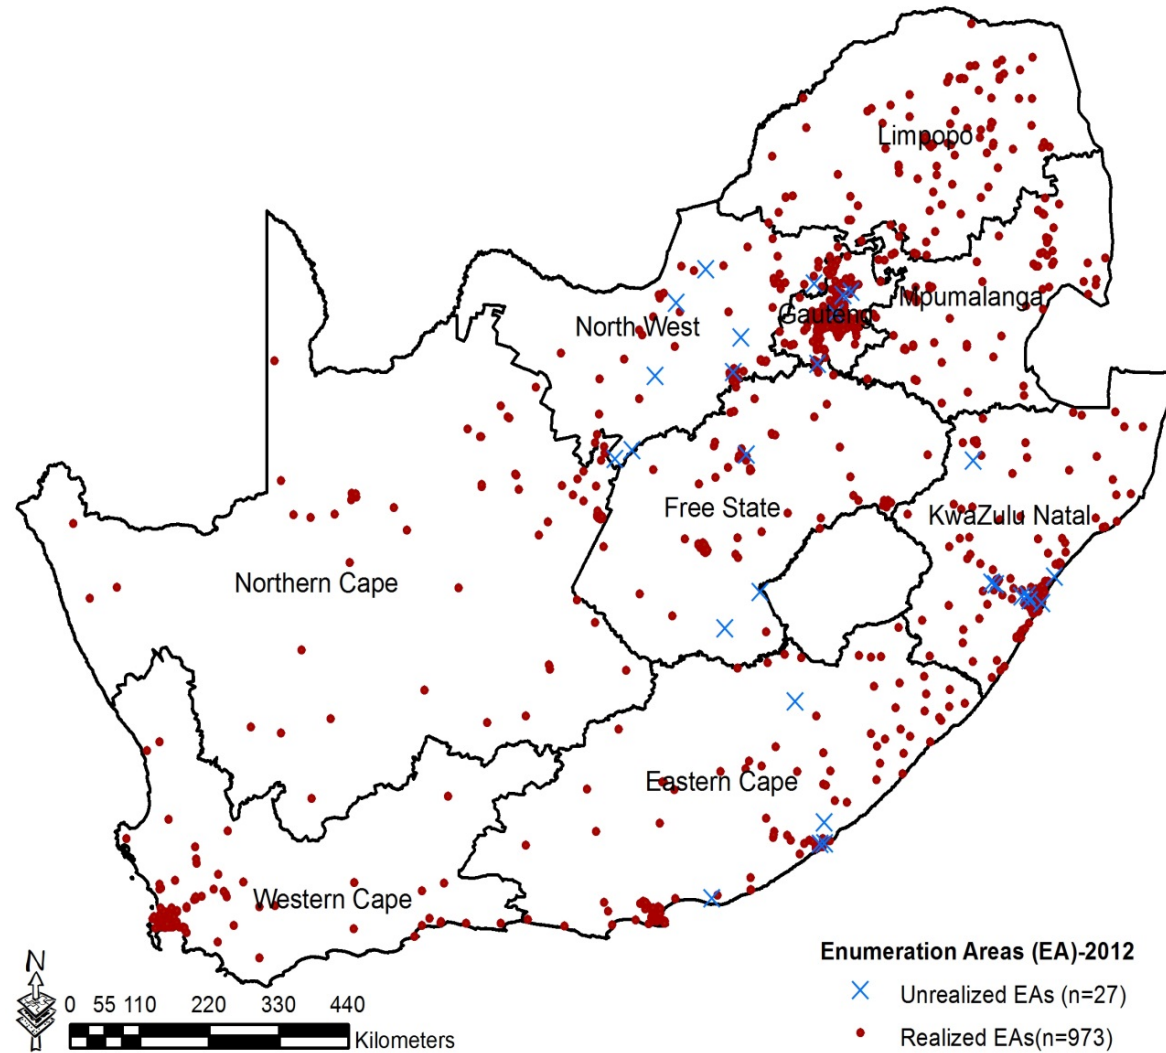 Limpopo
Mpumalanga
Gauteng
North West
Free State
KwaZulu Natal
Northern Cape
Eastern Cape
Western Cape
Enumeration Areas (EA)-2012
Unrealized EAs (n=27)
Realized EAs(n=973)
N
0 55 110 220 330 440
Kilometers